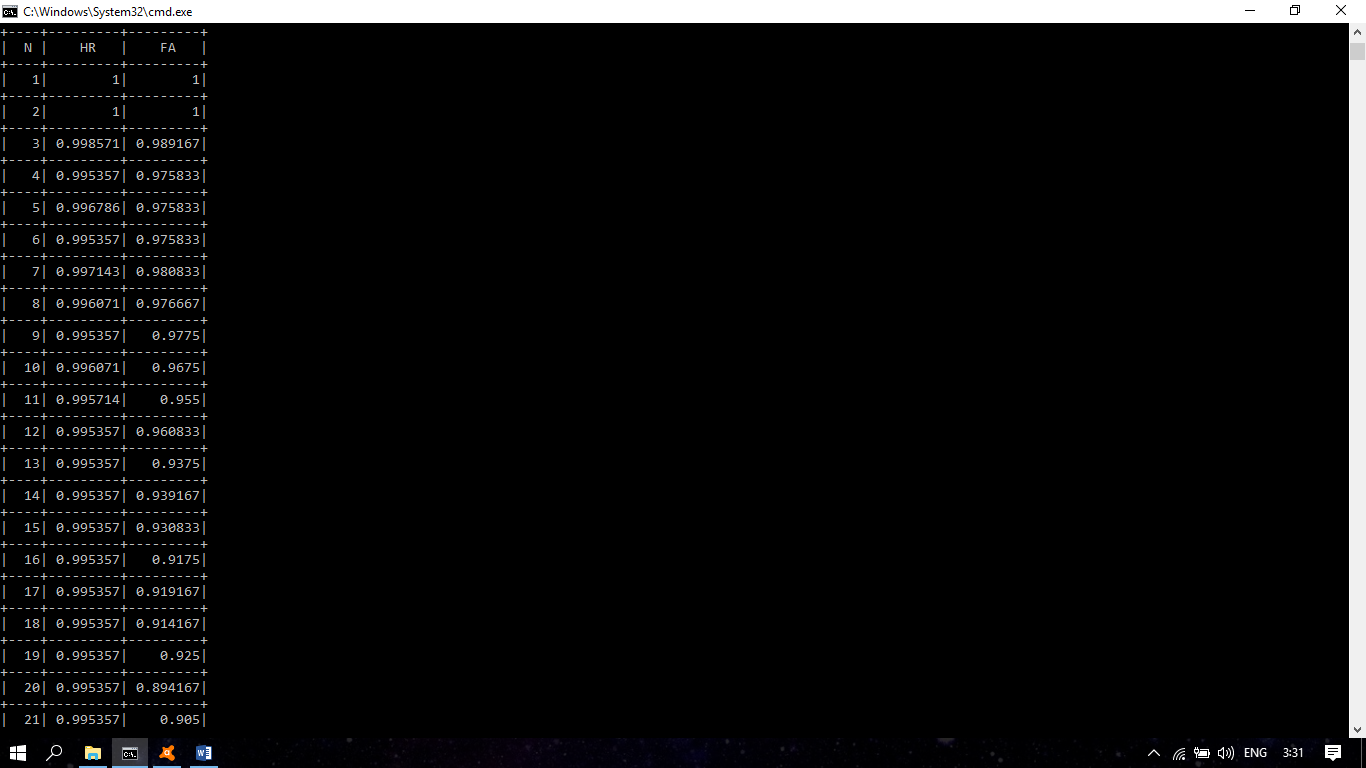 C:\Windows\System32\cmd.exe
+----+---------+---------+
|  N |    HR   |    FA   |
+----+---------+---------+
|   1|        1|        1|
+----+---------+---------+
|   2|        1|        1|
+----+---------+---------+
|   3| 0.998571| 0.989167|
+----+---------+---------+
|   4| 0.995357| 0.975833|
+----+---------+---------+
|   5| 0.996786| 0.975833|
+----+---------+---------+
|   6| 0.995357| 0.975833|
+----+---------+---------+
|   7| 0.997143| 0.980833|
+----+---------+---------+
|   8| 0.996071| 0.976667|
+----+---------+---------+
|   9| 0.995357|   0.9775|
+----+---------+---------+
|  10| 0.996071|   0.9675|
+----+---------+---------+
|  11| 0.995714|    0.955|
+----+---------+---------+
|  12| 0.995357| 0.960833|
+----+---------+---------+
|  13| 0.995357|   0.9375|
+----+---------+---------+
|  14| 0.995357| 0.939167|
+----+---------+---------+
|  15| 0.995357| 0.930833|
+----+---------+---------+
|  16| 0.995357|   0.9175|
+----+---------+---------+
|  17| 0.995357| 0.919167|
+----+---------+---------+
|  18| 0.995357| 0.914167|
+----+---------+---------+
|  19| 0.995357|    0.925|
+----+---------+---------+
|  20| 0.995357| 0.894167|
+----+---------+---------+
|  21| 0.995357|    0.905|
ENG 3:31